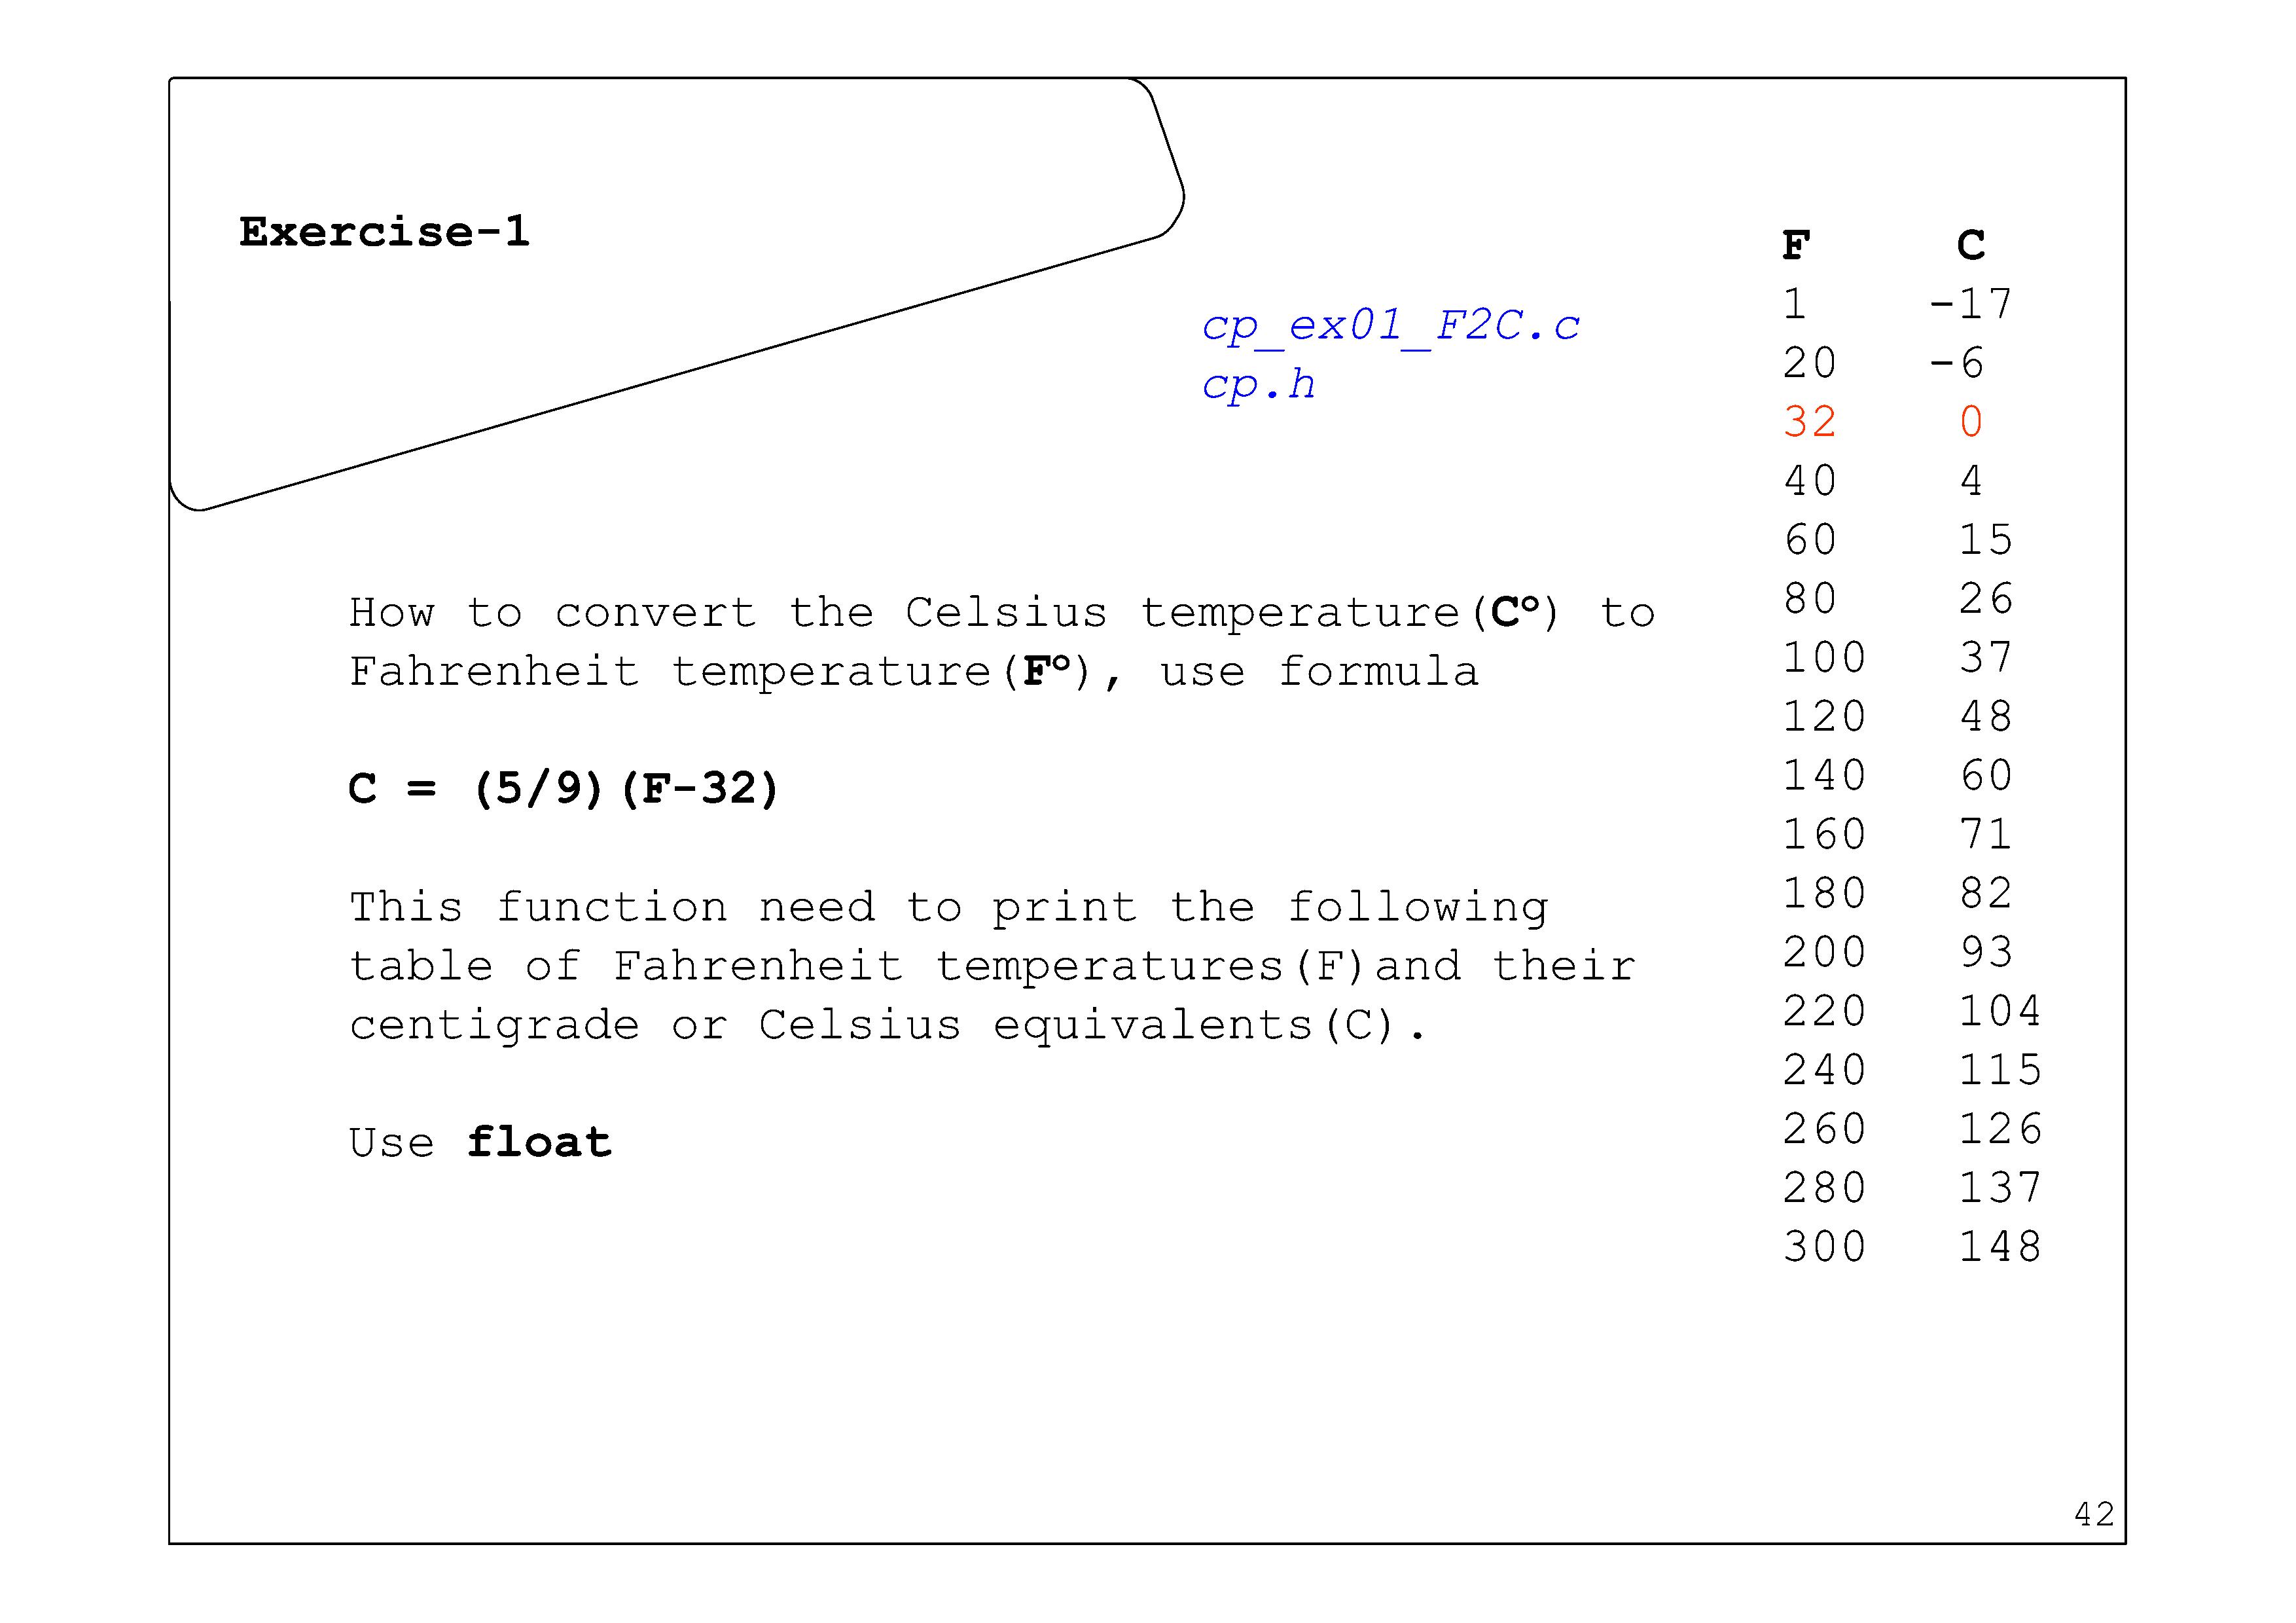 Exercise-1
cp_ex01_F2C.c
cp.h
How to convert the Celsius temperature(Cº) to
Fahrenheit temperature(Fº), use formula
C = (5/9)(F-32)
This function need to print the following
table of Fahrenheit temperatures(F)and their
centigrade or Celsius equivalents(C).
Use float
F C
1 -17
20 -6
32 0
40 4
60 15
80 26
100 37
120 48
140 60
160 71
180 82
200 93
220 104
240 115
260 126
280 137
300 148
42